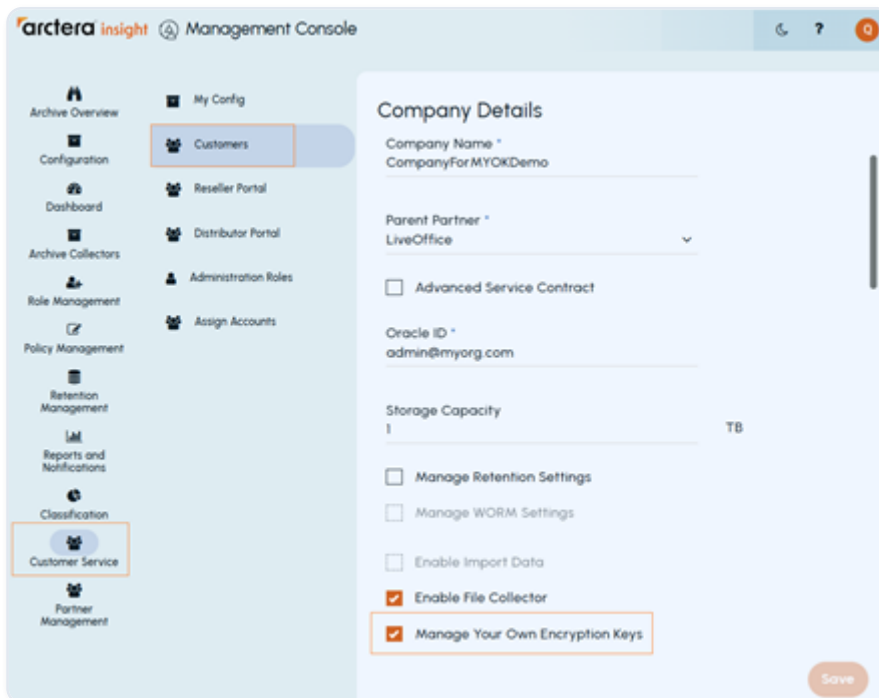 arctera insight Management Console
?
Q
Archive Overview
Configuration
Dashboard
Archive Collectors
Role Management
Policy Management
Retention
Management
Reports and
Notifications
Classification
Customer Service
Partner
Management
My Config
Customers
Reseller Portal
Distributor Portal
Administration Roles
Assign Accounts
Company Details
Company Name *
CompanyForMYOKDemo
Parent Partner *
LiveOffice
Advanced Service Contract
Oracle ID *
admin@myorg.com
Storage Capacity
1 TB
Manage Retention Settings
Manage WORM Settings
Enable Import Data
Enable File Collector
Manage Your Own Encryption Keys
Save